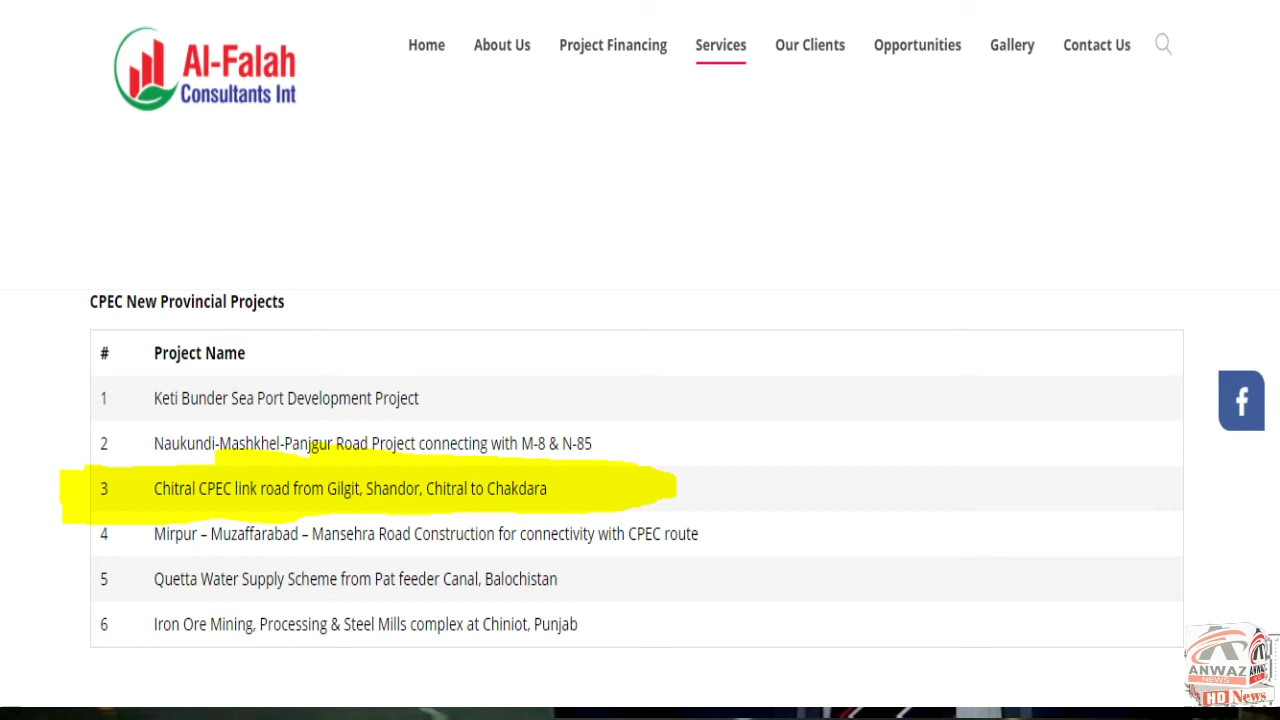 Al-Falah
Consultants Int
Home About Us Project Financing Services Our Clients Opportunities Gallery Contact Us
CPEC New Provincial Projects
# Project Name
1 Keti Bunder Sea Port Development Project
2 Naukundi-Mashkhel-Panjgur Road Project connecting with M-8 & N-85
3 Chitral CPEC link road from Gilgit, Shandor, Chitral to Chakdara
4 Mirpur – Muzaffarabad – Mansehra Road Construction for connectivity with CPEC route
5 Quetta Water Supply Scheme from Pat feeder Canal, Balochistan
6 Iron Ore Mining, Processing & Steel Mills complex at Chiniot, Punjab
f
ANWAZ
NEWS
HD News